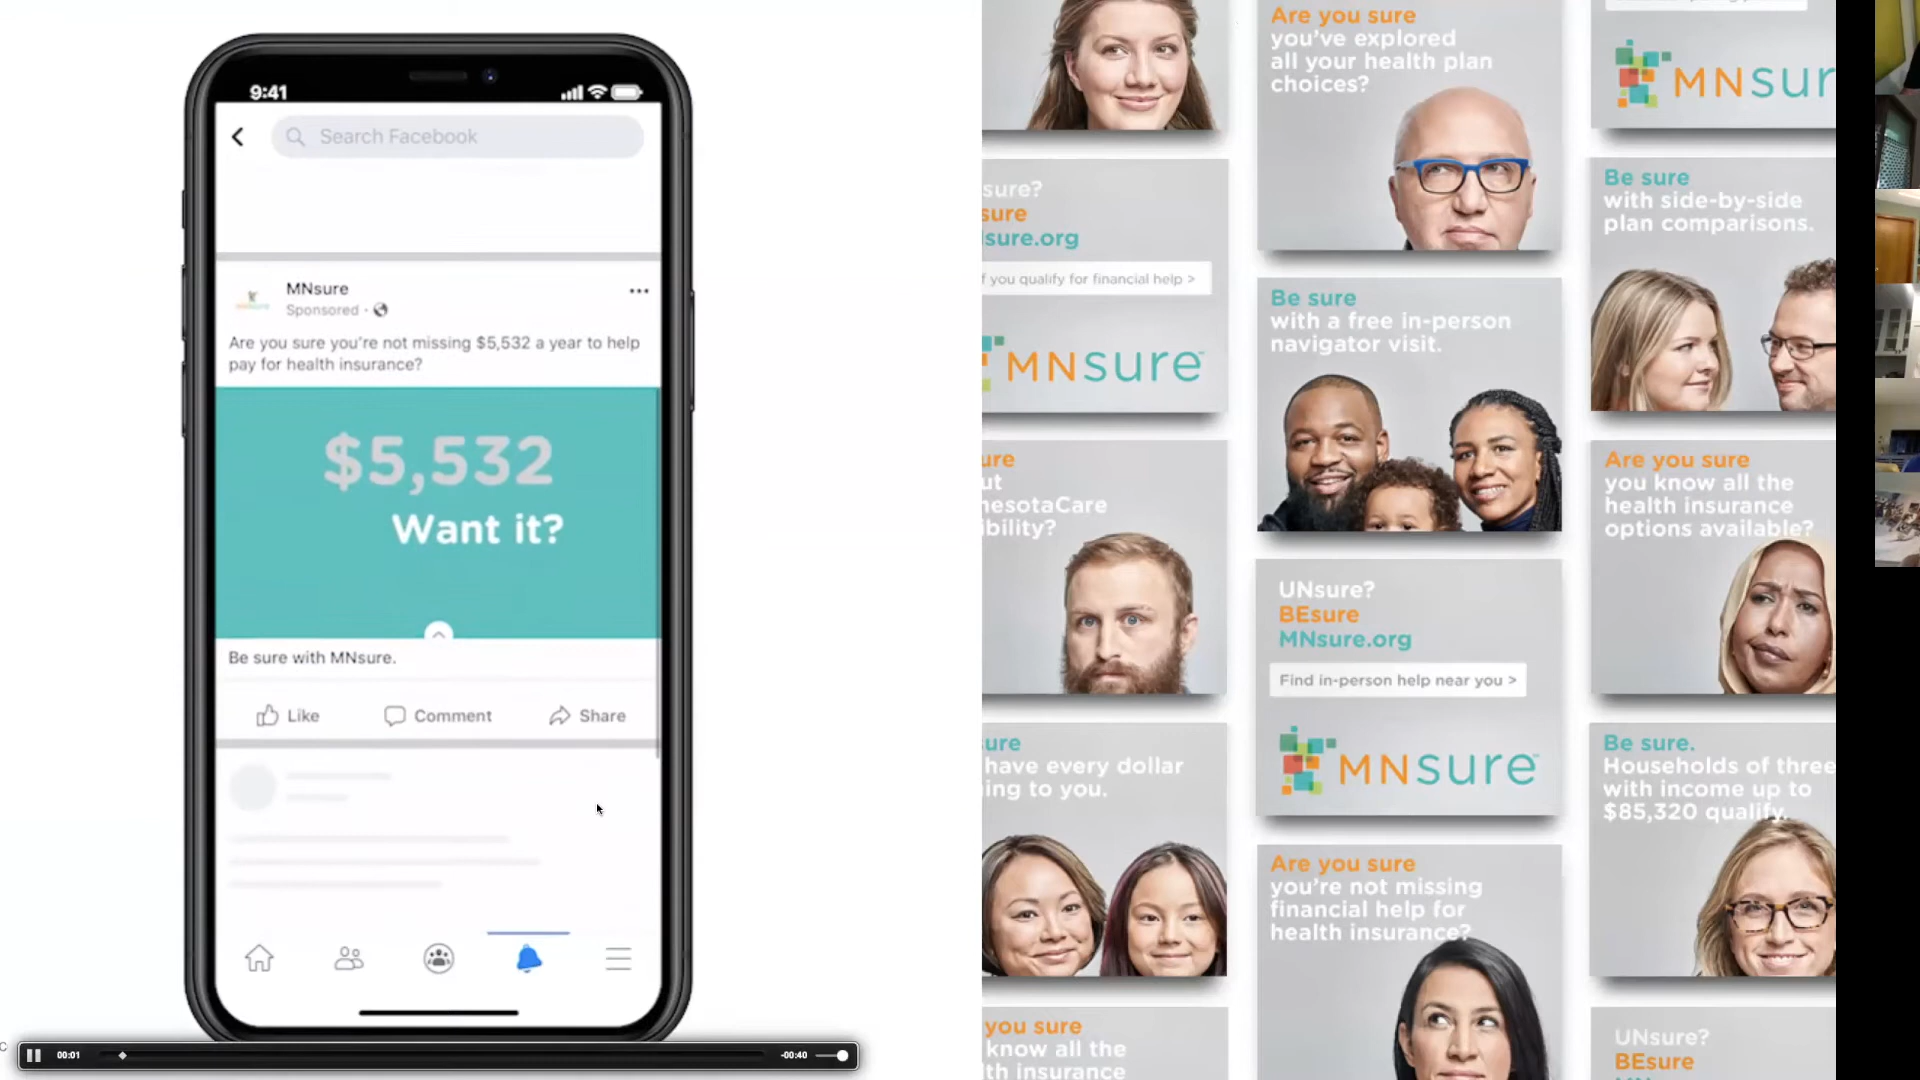 9:41
Search Facebook
MNsure
Sponsored ·
Are you sure you're not missing $5,532 a year to help
pay for health insurance?
$5,532
Want it?
Be sure with MNsure.
Like
Comment
Share
00:01
-00:40
sure?
sure
sure.org
f you qualify for financial help >
MNsure
ure
ut
nesotaCare
ibility?
ure
have every dollar
ing to you.
you sure
know all the
lth insurance
Are you sure
you've explored
all your health plan
choices?
Be sure
with a free in-person
navigator visit.
UNsure?
BEsure
MNsure.org
Find in-person help near you >
MNsure
Are you sure
you're not missing
financial help for
health insurance?
MNsur
Be sure
with side-by-side
plan comparisons.
Are you sure
you know all the
health insurance
options available?
Be sure.
Households of three
with income up to
$85,320 qualify.
UNsure?
BEsure